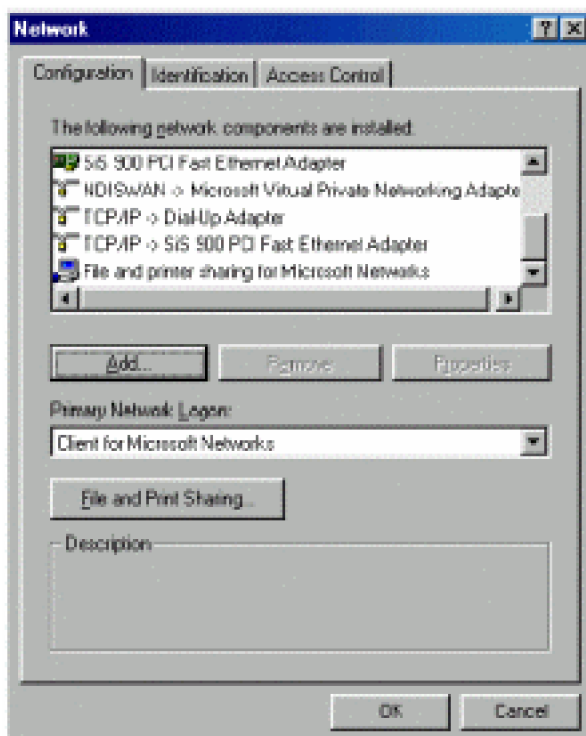 Network
Configuration Identification Access Control
The following network components are installed:
SiS 900 PCI Fast Ethernet Adapter
NDISWAN -> Microsoft Virtual Private Networking Adapte
TCP/IP -> Dial-Up Adapter
TCP/IP -> SiS 900 PCI Fast Ethernet Adapter
File and printer sharing for Microsoft Networks
Add... Remove Properties
Primary Network Logon:
Client for Microsoft Networks
File and Print Sharing...
Description
OK Cancel